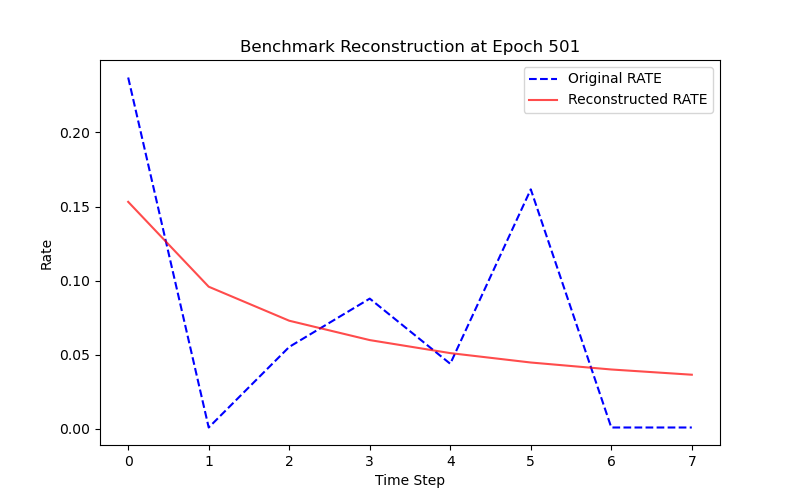 Benchmark Reconstruction at Epoch 501
Original RATE
Reconstructed RATE
0.20
0.15
0.10
0.05
0.00
Rate
0 1 2 3 4 5 6 7
Time Step